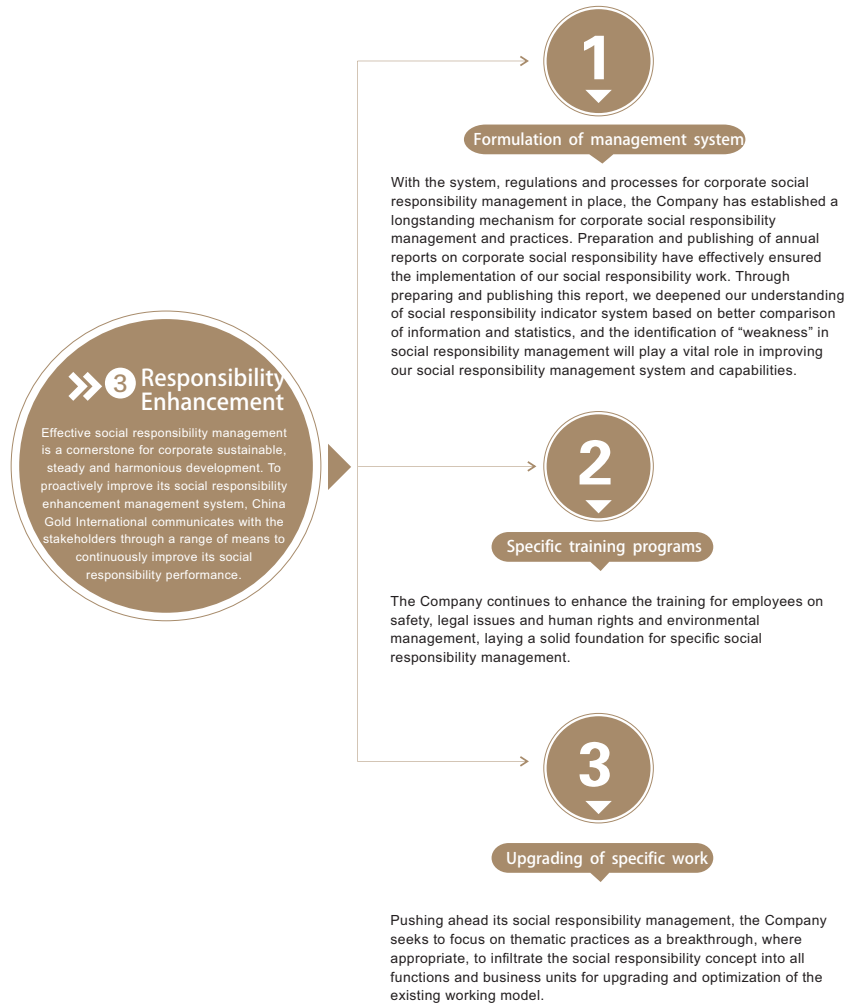 3 Responsibility
Enhancement
Effective social responsibility management
is a cornerstone for corporate sustainable,
steady and harmonious development. To
proactively improve its social responsibility
enhancement management system, China
Gold International communicates with the
stakeholders through a range of means to
continuously improve its social
responsibility performance.
1
Formulation of management system
With the system, regulations and processes for corporate social
responsibility management in place, the Company has established a
longstanding mechanism for corporate social responsibility
management and practices. Preparation and publishing of annual
reports on corporate social responsibility have effectively ensured
the implementation of our social responsibility work. Through
preparing and publishing this report, we deepened our understanding
of social responsibility indicator system based on better comparison
of information and statistics, and the identification of “weakness” in
social responsibility management will play a vital role in improving
our social responsibility management system and capabilities.
2
Specific training programs
The Company continues to enhance the training for employees on
safety, legal issues and human rights and environmental
management, laying a solid foundation for specific social
responsibility management.
3
Upgrading of specific work
Pushing ahead its social responsibility management, the Company
seeks to focus on thematic practices as a breakthrough, where
appropriate, to infiltrate the social responsibility concept into all
functions and business units for upgrading and optimization of the
existing working model.